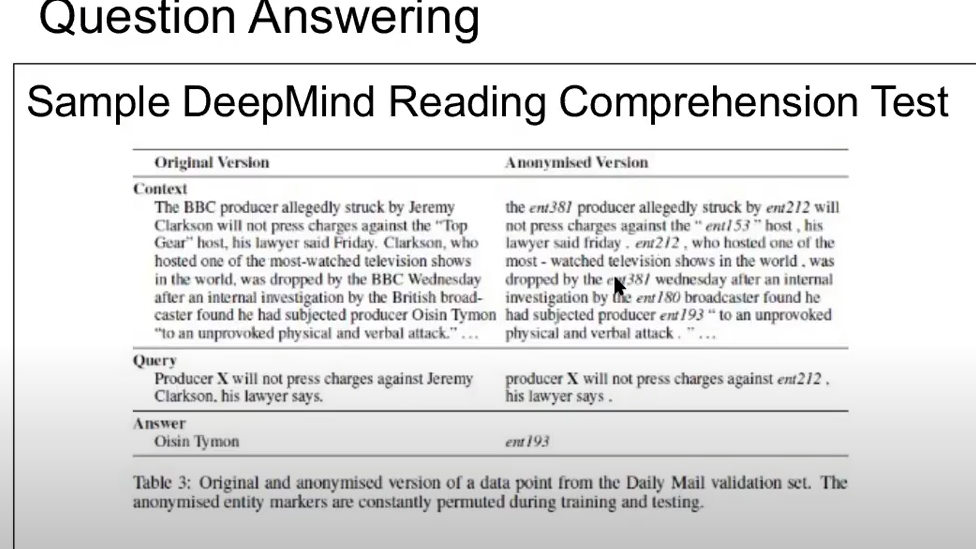 Question Answering
Sample DeepMind Reading Comprehension Test
Original Version
Anonymised Version
Context
The BBC producer allegedly struck by Jeremy
Clarkson will not press charges against the “Top
Gear” host, his lawyer said Friday. Clarkson, who
hosted one of the most-watched television shows
in the world, was dropped by the BBC Wednesday
after an internal investigation by the British broad-
caster found he had subjected producer Oisin Tymon
“to an unprovoked physical and verbal attack.” …
the ent381 producer allegedly struck by ent212 will
not press charges against the “ ent153 ” host , his
lawyer said friday . ent212 , who hosted one of the
most - watched television shows in the world , was
dropped by the ent381 wednesday after an internal
investigation by the ent180 broadcaster found he
had subjected producer ent193 “ to an unprovoked
physical and verbal attack . ” …
Query
Producer X will not press charges against Jeremy
Clarkson, his lawyer says.
producer X will not press charges against ent212 ,
his lawyer says .
Answer
Oisin Tymon
ent193
Table 3: Original and anonymised version of a data point from the Daily Mail validation set. The
anonymised entity markers are constantly permuted during training and testing.